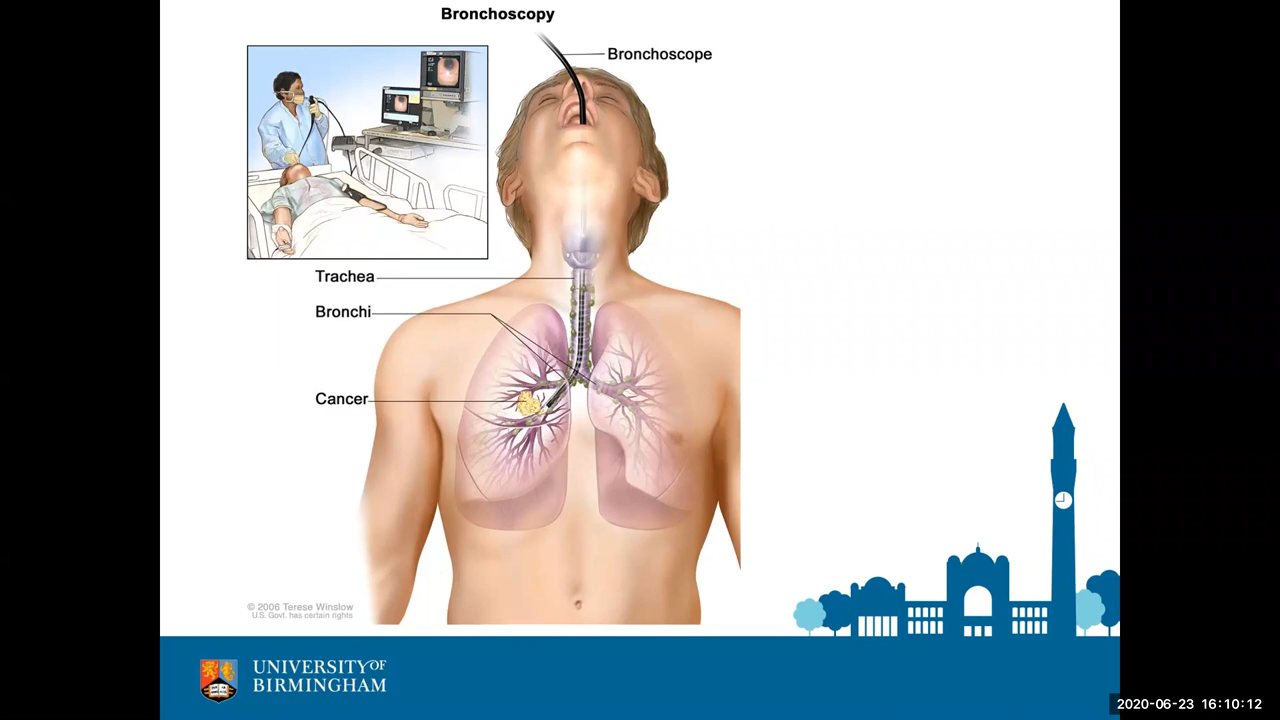 Bronchoscopy
Bronchoscope
Trachea
Bronchi
Cancer
© 2006 Terese Winslow
U.S. Govt. has certain rights
UNIVERSITY OF
BIRMINGHAM
2020-06-23 16:10:12